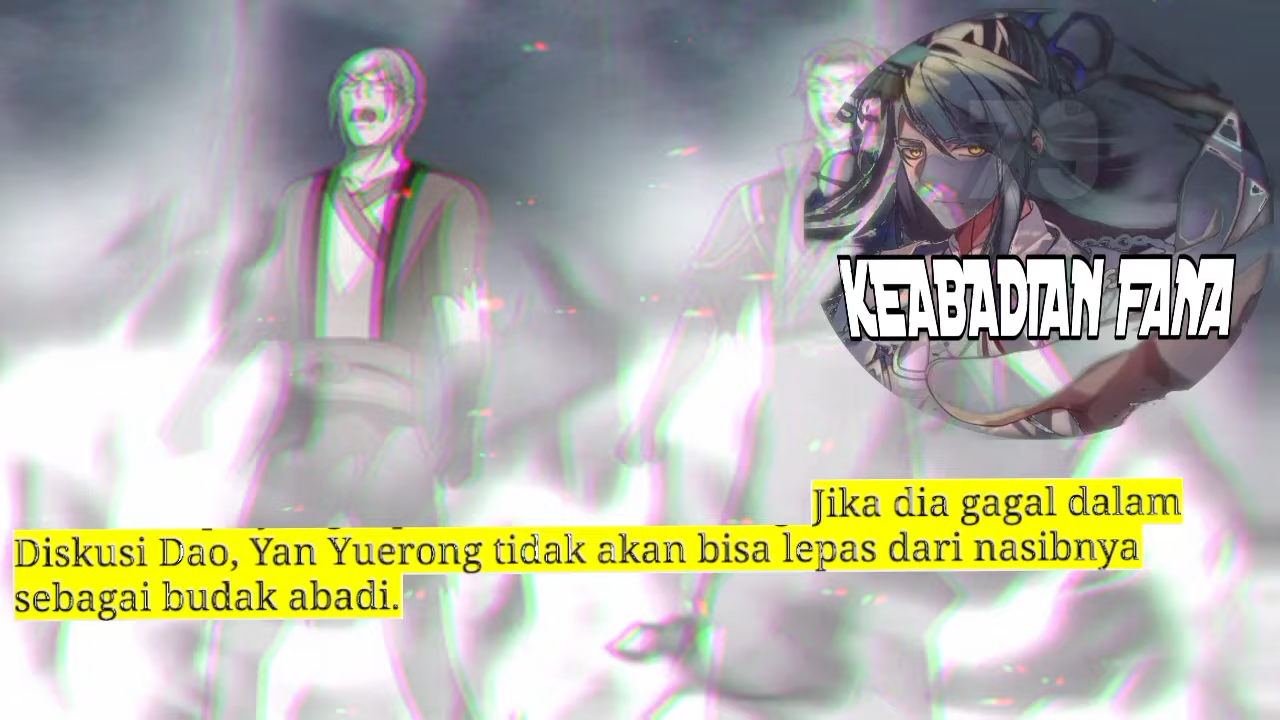 79
KEABADIAN FANA
Jika dia gagal dalam
Diskusi Dao, Yan Yuerong tidak akan bisa lepas dari nasibnya
sebagai budak abadi.